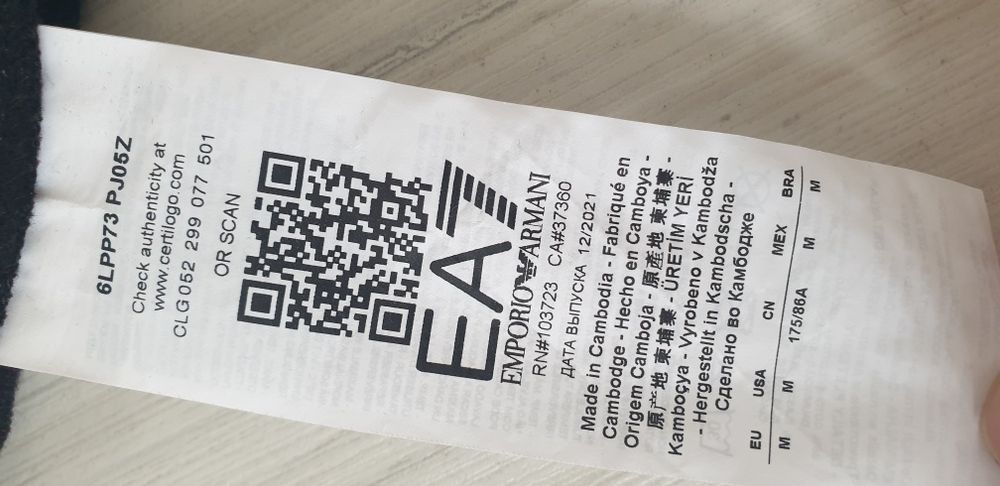 6LPP73 PJ05Z
Check authenticity at
www.certilogo.com
CLG 052 299 077 501
OR SCAN
EA7
EMPORIO ARMANI
RN#103723 CA#37360
ДАТА ВЫПУСКА 12/2021
Made in Cambodia - Fabriqué en
Cambodge - Hecho en Camboya -
Origem Camboja - 原產地 柬埔寨 -
原产地 柬埔寨 - ÜRETİM YERİ
Kamboçya - Vyrobeno v Kambodža
- Hergestellt in Kambodscha -
Сделано во Камбодже
EU USA CN MEX BRA
M M 175/86A M M